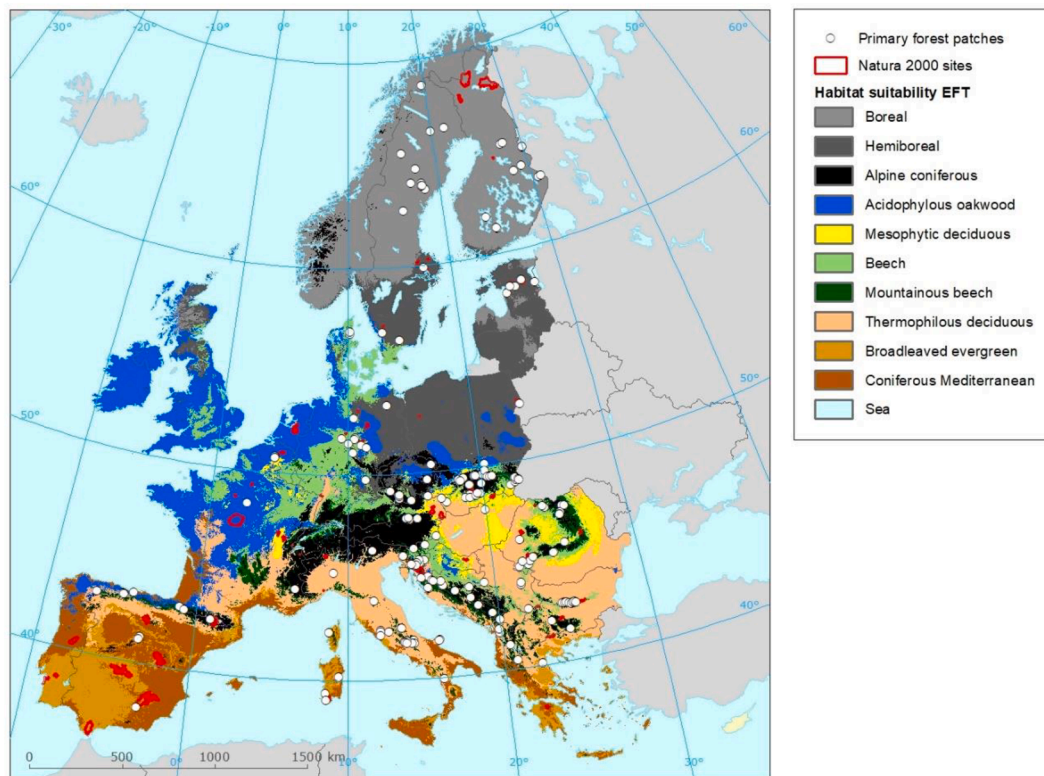 -30° -20° -10° 0° 10° 20° 30° 40° 50° 60°
60°
60°
50°
50°
40°
40°
0 500 1000 1500 km
0° 10° 20° 30°
Primary forest patches
Natura 2000 sites
Habitat suitability EFT
Boreal
Hemiboreal
Alpine coniferous
Acidophylous oakwood
Mesophytic deciduous
Beech
Mountainous beech
Thermophilous deciduous
Broadleaved evergreen
Coniferous Mediterranean
Sea